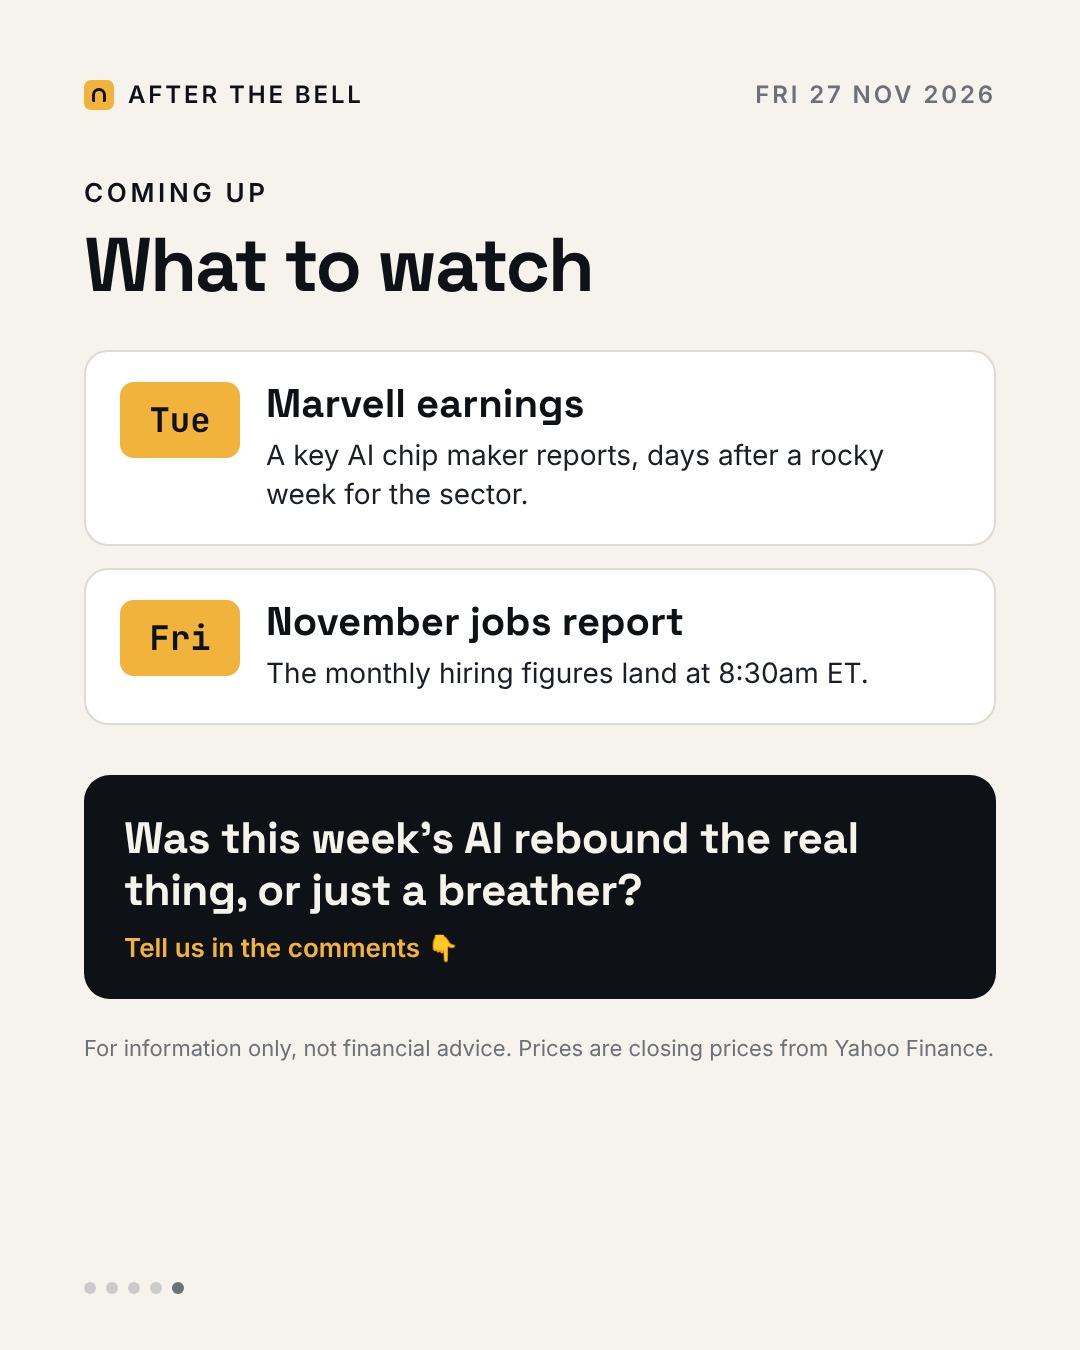 AFTER THE BELL
FRI 27 NOV 2026
COMING UP
What to watch
Tue
Marvell earnings
A key AI chip maker reports, days after a rocky
week for the sector.
Fri
November jobs report
The monthly hiring figures land at 8:30am ET.
Was this week’s AI rebound the real
thing, or just a breather?
Tell us in the comments 👇
For information only, not financial advice. Prices are closing prices from Yahoo Finance.